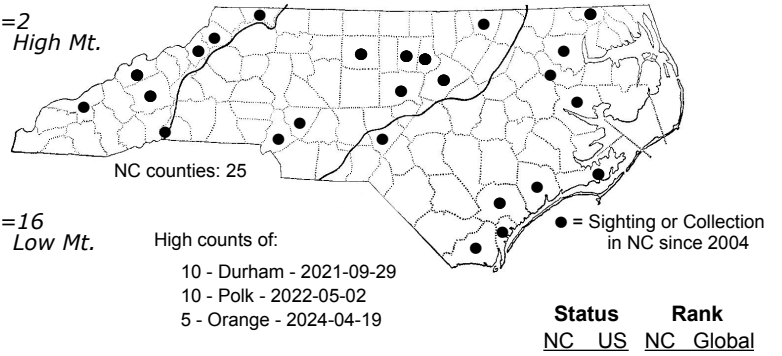 =2
High Mt.
NC counties: 25
=16
Low Mt.
High counts of:
10 - Durham - 2021-09-29
10 - Polk - 2022-05-02
5 - Orange - 2024-04-19
● = Sighting or Collection
in NC since 2004
Status Rank
NC US NC Global